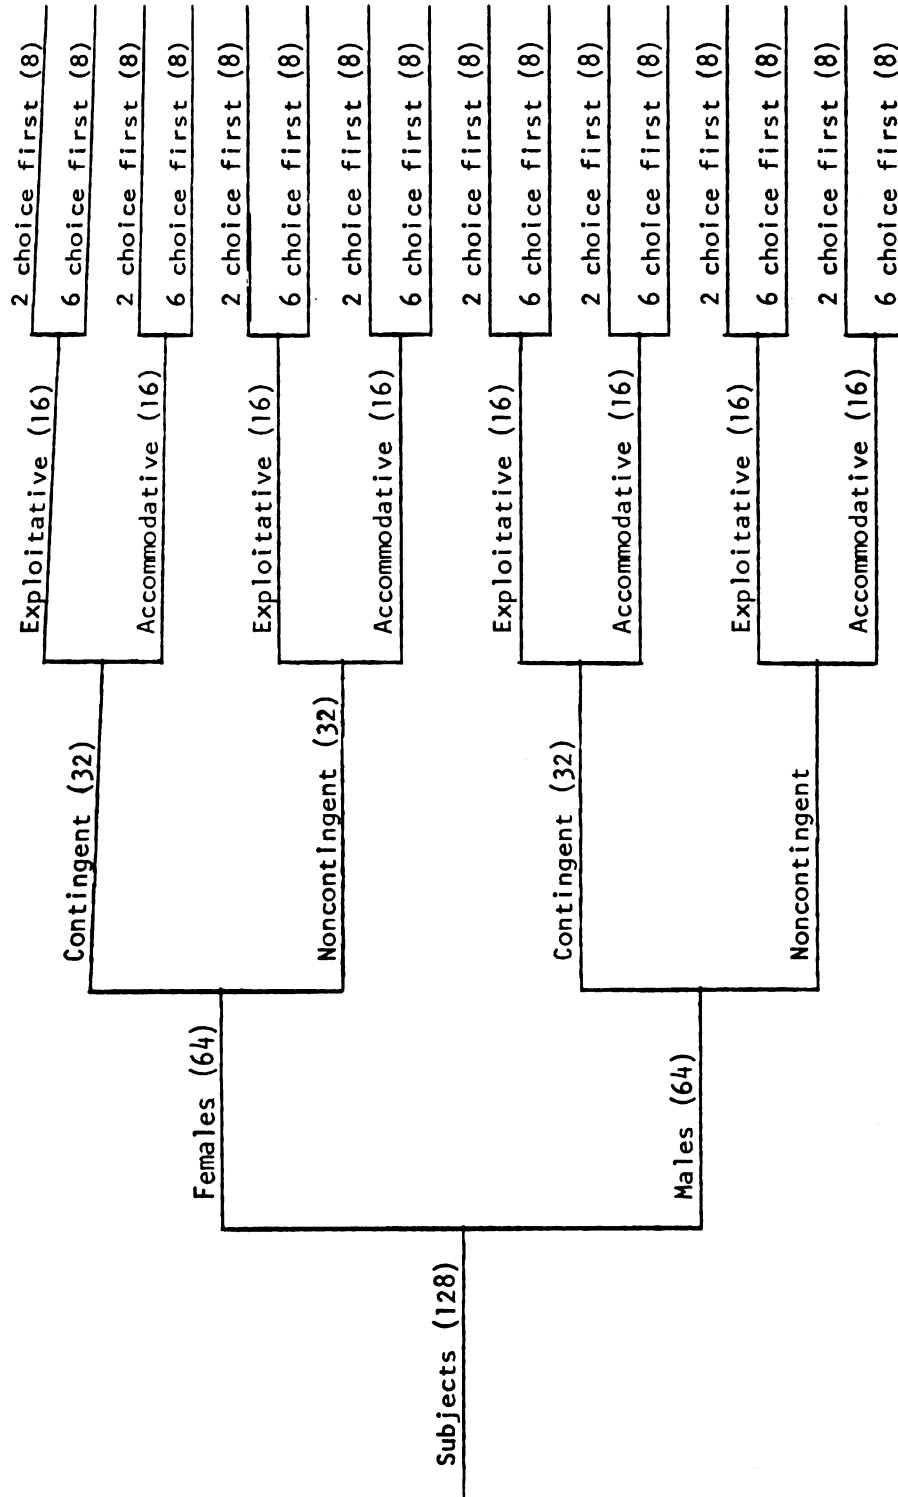 Subjects (128)
Females (64)
Males (64)
Contingent (32)
Noncontingent (32)
Contingent (32)
Noncontingent
Exploitative (16)
Accommodative (16)
Exploitative (16)
Accommodative (16)
Exploitative (16)
Accommodative (16)
Exploitative (16)
Accommodative (16)
2 choice first (8)
6 choice first (8)
2 choice first (8)
6 choice first (8)
2 choice first (8)
6 choice first (8)
2 choice first (8)
6 choice first (8)
2 choice first (8)
6 choice first (8)
2 choice first (8)
6 choice first (8)
2 choice first (8)
6 choice first (8)
2 choice first (8)
6 choice first (8)